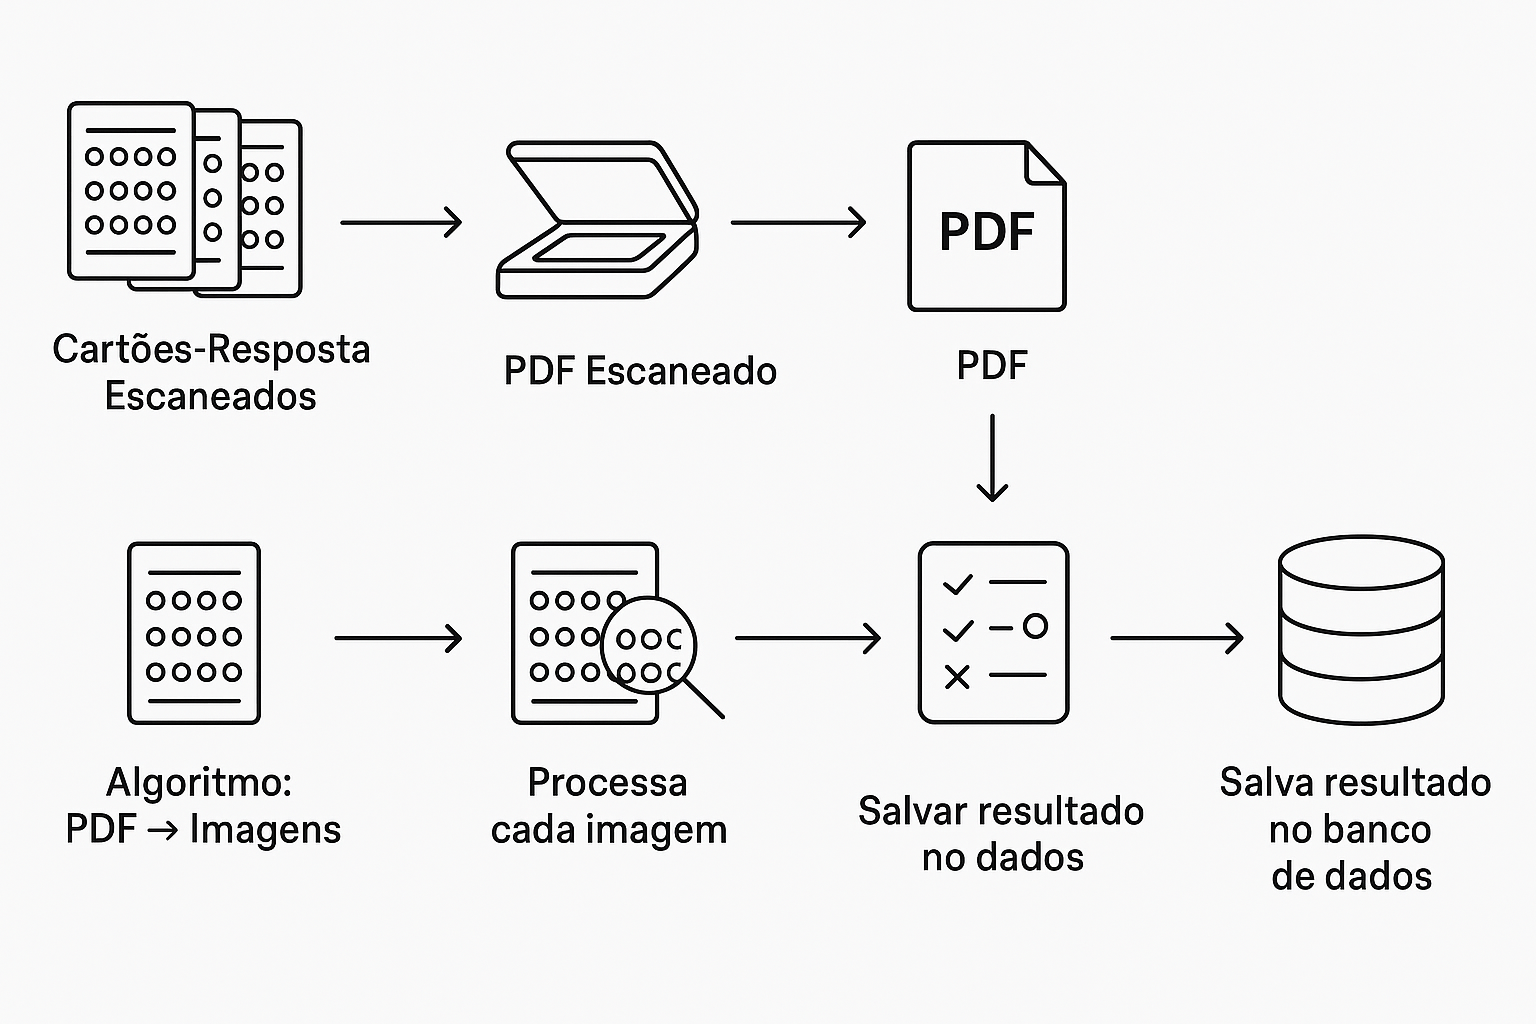 PDF
Cartões-Resposta
Escaneados
PDF Escaneado
PDF
Algoritmo:
PDF → Imagens
Processa
cada imagem
Salvar resultado
no dados
Salva resultado
no banco
de dados